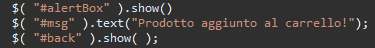 $( "#alertBox" ).show()
$( "#msg" ).text("Prodotto aggiunto al carrello!");
$( "#back" ).show( );